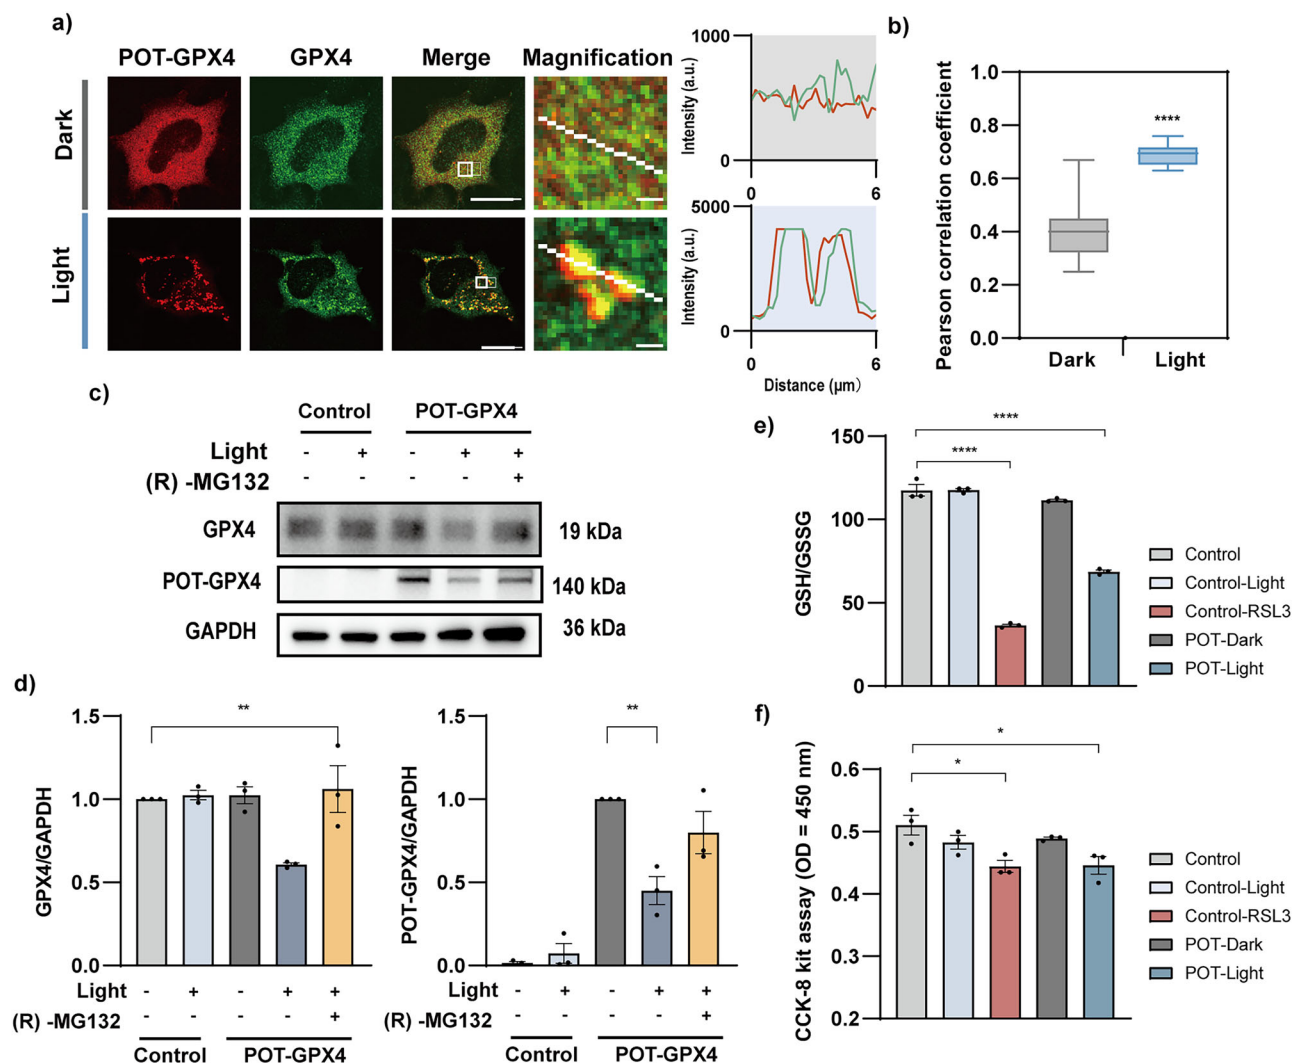 a)
POT-GPX4 GPX4 Merge Magnification
Dark
Light
1000
Intensity (a.u.)
0
0 6
5000
Intensity (a.u.)
0
0 6
Distance (µm)
b)
Pearson correlation coefficient
1.0
0.8
0.6
0.4
0.2
0.0
****
Dark Light
c)
Control POT-GPX4
Light - + - + +
(R) -MG132 - - - - +
GPX4 19 kDa
POT-GPX4 140 kDa
GAPDH 36 kDa
d)
GPX4/GAPDH
1.5
1.0
0.5
0.0
**
Light - + - + +
(R) -MG132 - - - - +
Control POT-GPX4
POT-GPX4/GAPDH
1.5
1.0
0.5
0.0
**
Light - + - + +
(R) -MG132 - - - - +
Control POT-GPX4
e)
GSH/GSSG
150
100
50
0
****
****
Control
Control-Light
Control-RSL3
POT-Dark
POT-Light
f)
CCK-8 kit assay (OD = 450 nm)
0.6
0.5
0.4
0.3
0.2
*
*
Control
Control-Light
Control-RSL3
POT-Dark
POT-Light